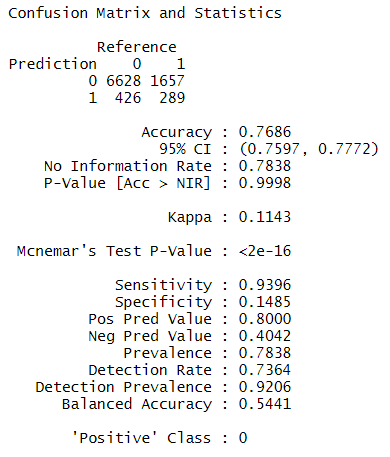 Confusion Matrix and Statistics
Reference
Prediction 0 1
0 6628 1657
1 426 289
Accuracy : 0.7686
95% CI : (0.7597, 0.7772)
No Information Rate : 0.7838
P-Value [Acc > NIR] : 0.9998
Kappa : 0.1143
Mcnemar's Test P-Value : <2e-16
Sensitivity : 0.9396
Specificity : 0.1485
Pos Pred Value : 0.8000
Neg Pred Value : 0.4042
Prevalence : 0.7838
Detection Rate : 0.7364
Detection Prevalence : 0.9206
Balanced Accuracy : 0.5441
'Positive' Class : 0